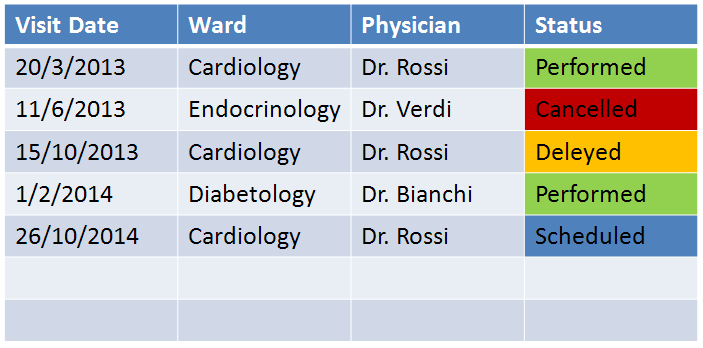 Visit Date Ward Physician Status
20/3/2013 Cardiology Dr. Rossi Performed
11/6/2013 Endocrinology Dr. Verdi Cancelled
15/10/2013 Cardiology Dr. Rossi Deleyed
1/2/2014 Diabetology Dr. Bianchi Performed
26/10/2014 Cardiology Dr. Rossi Scheduled